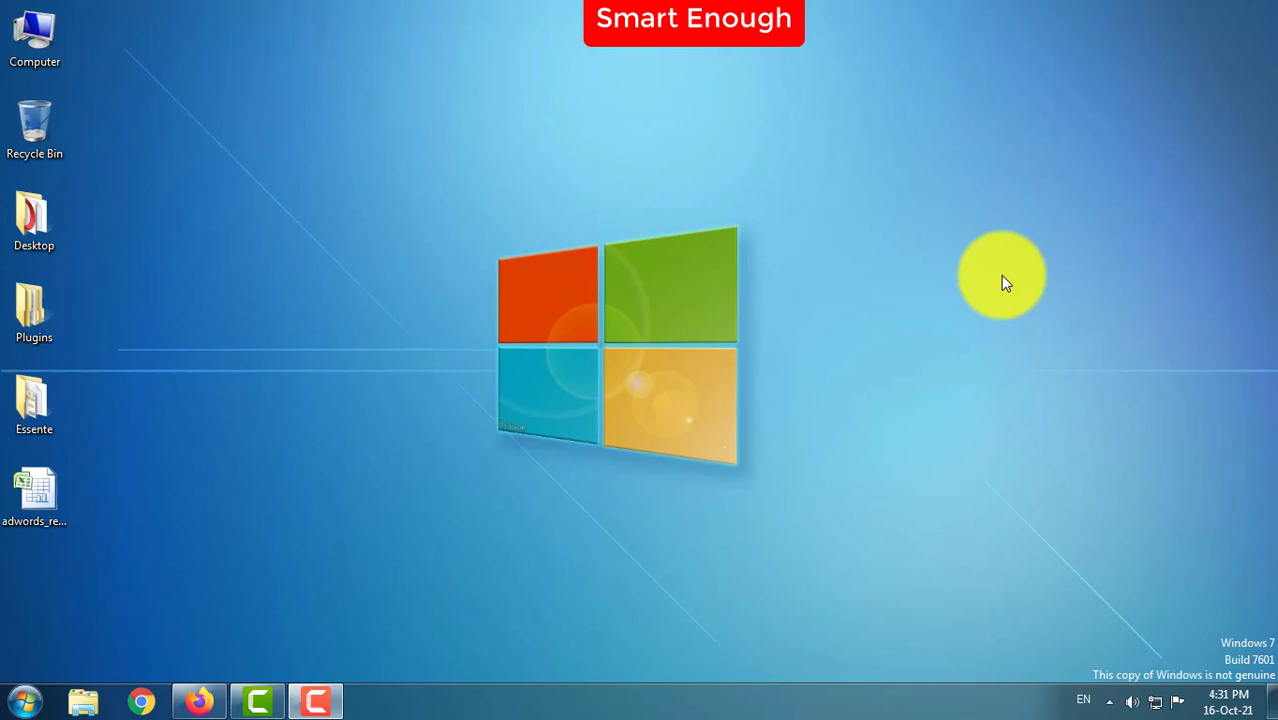 Smart Enough
Computer
Recycle Bin
Desktop
Plugins
Essente
adwords_re...
Windows 7
Build 7601
This copy of Windows is not genuine
EN
4:31 PM
16-Oct-21